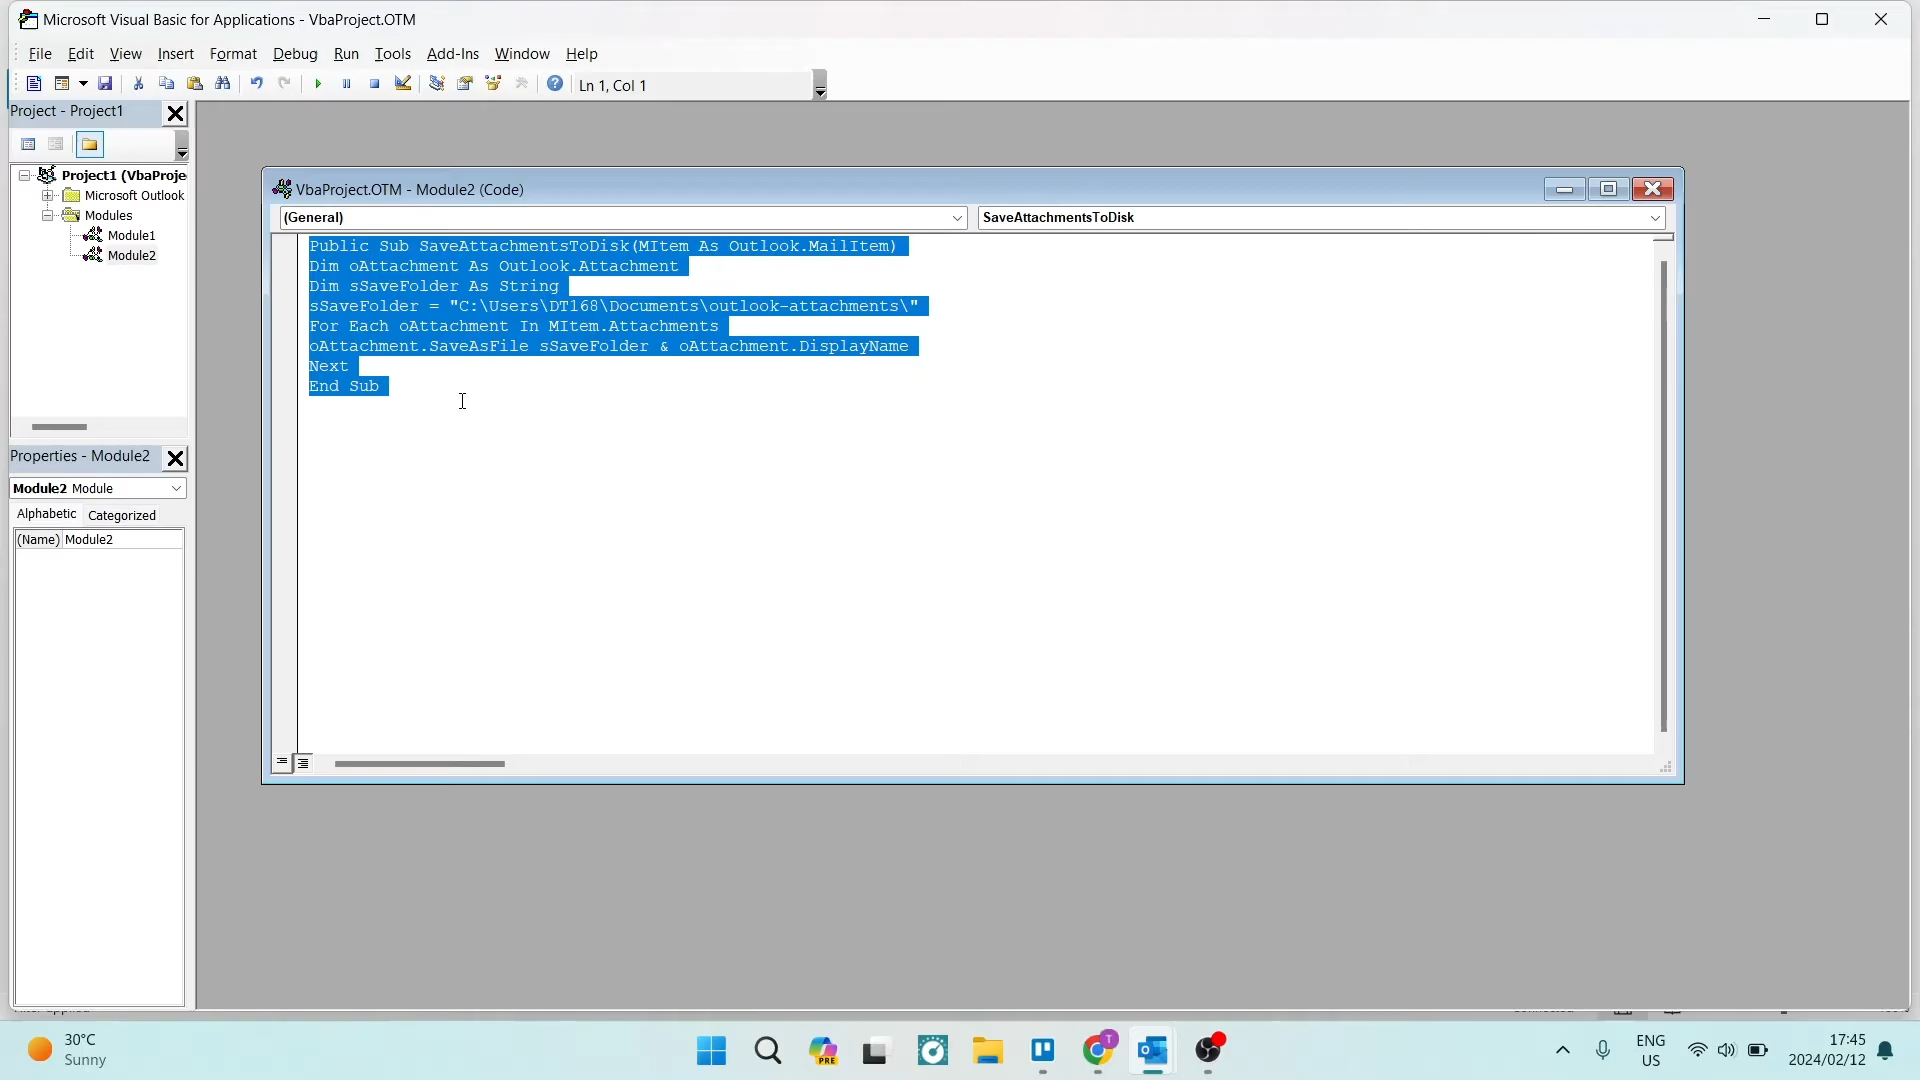 Microsoft Visual Basic for Applications - VbaProject.OTM
File Edit View Insert Format Debug Run Tools Add-Ins Window Help
Ln 1, Col 1
Project - Project1
Project1 (VbaProje
Microsoft Outlook
Modules
Module1
Module2
Properties - Module2
Module2 Module
Alphabetic Categorized
(Name) Module2
VbaProject.OTM - Module2 (Code)
(General) SaveAttachmentsToDisk
Public Sub SaveAttachmentsToDisk(MItem As Outlook.MailItem)
Dim oAttachment As Outlook.Attachment
Dim sSaveFolder As String
sSaveFolder = "C:\Users\DT168\Documents\outlook-attachments\"
For Each oAttachment In MItem.Attachments
oAttachment.SaveAsFile sSaveFolder & oAttachment.DisplayName
Next
End Sub
30°C
Sunny
PRE
T
ENG
US
17:45
2024/02/12